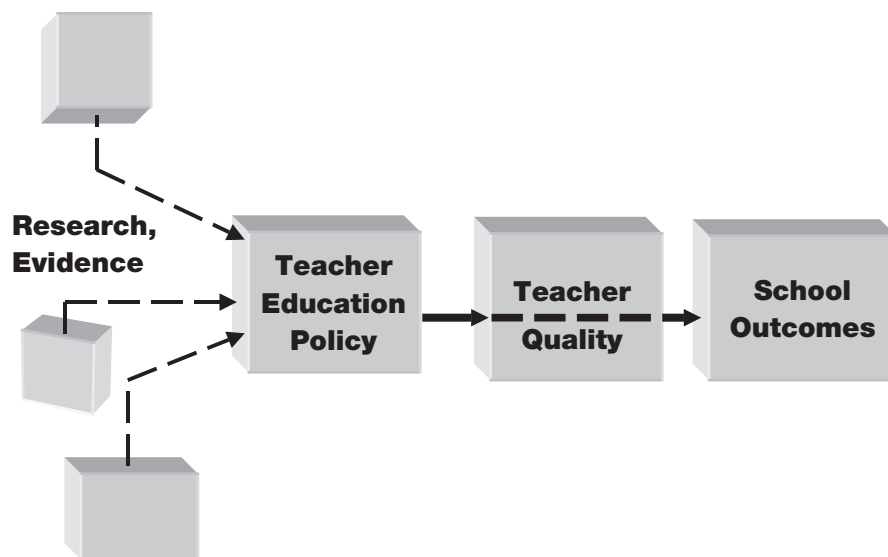 Research,
Evidence
Teacher
Education
Policy
Teacher
Quality
School
Outcomes